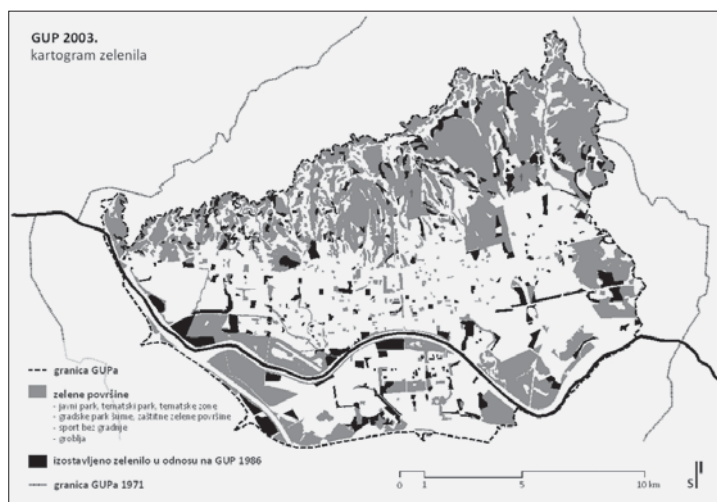 GUP 2003.
kartogram zelenila
granica GUPa
zelene površine
- javni park, tematski park, tematske zone
- gradske park šume, zaštitne zelene površine
- sport bez gradnje
- groblja
izostavljeno zelenilo u odnosu na GUP 1986
granica GUPa 1971
0 1 5 10 km
S